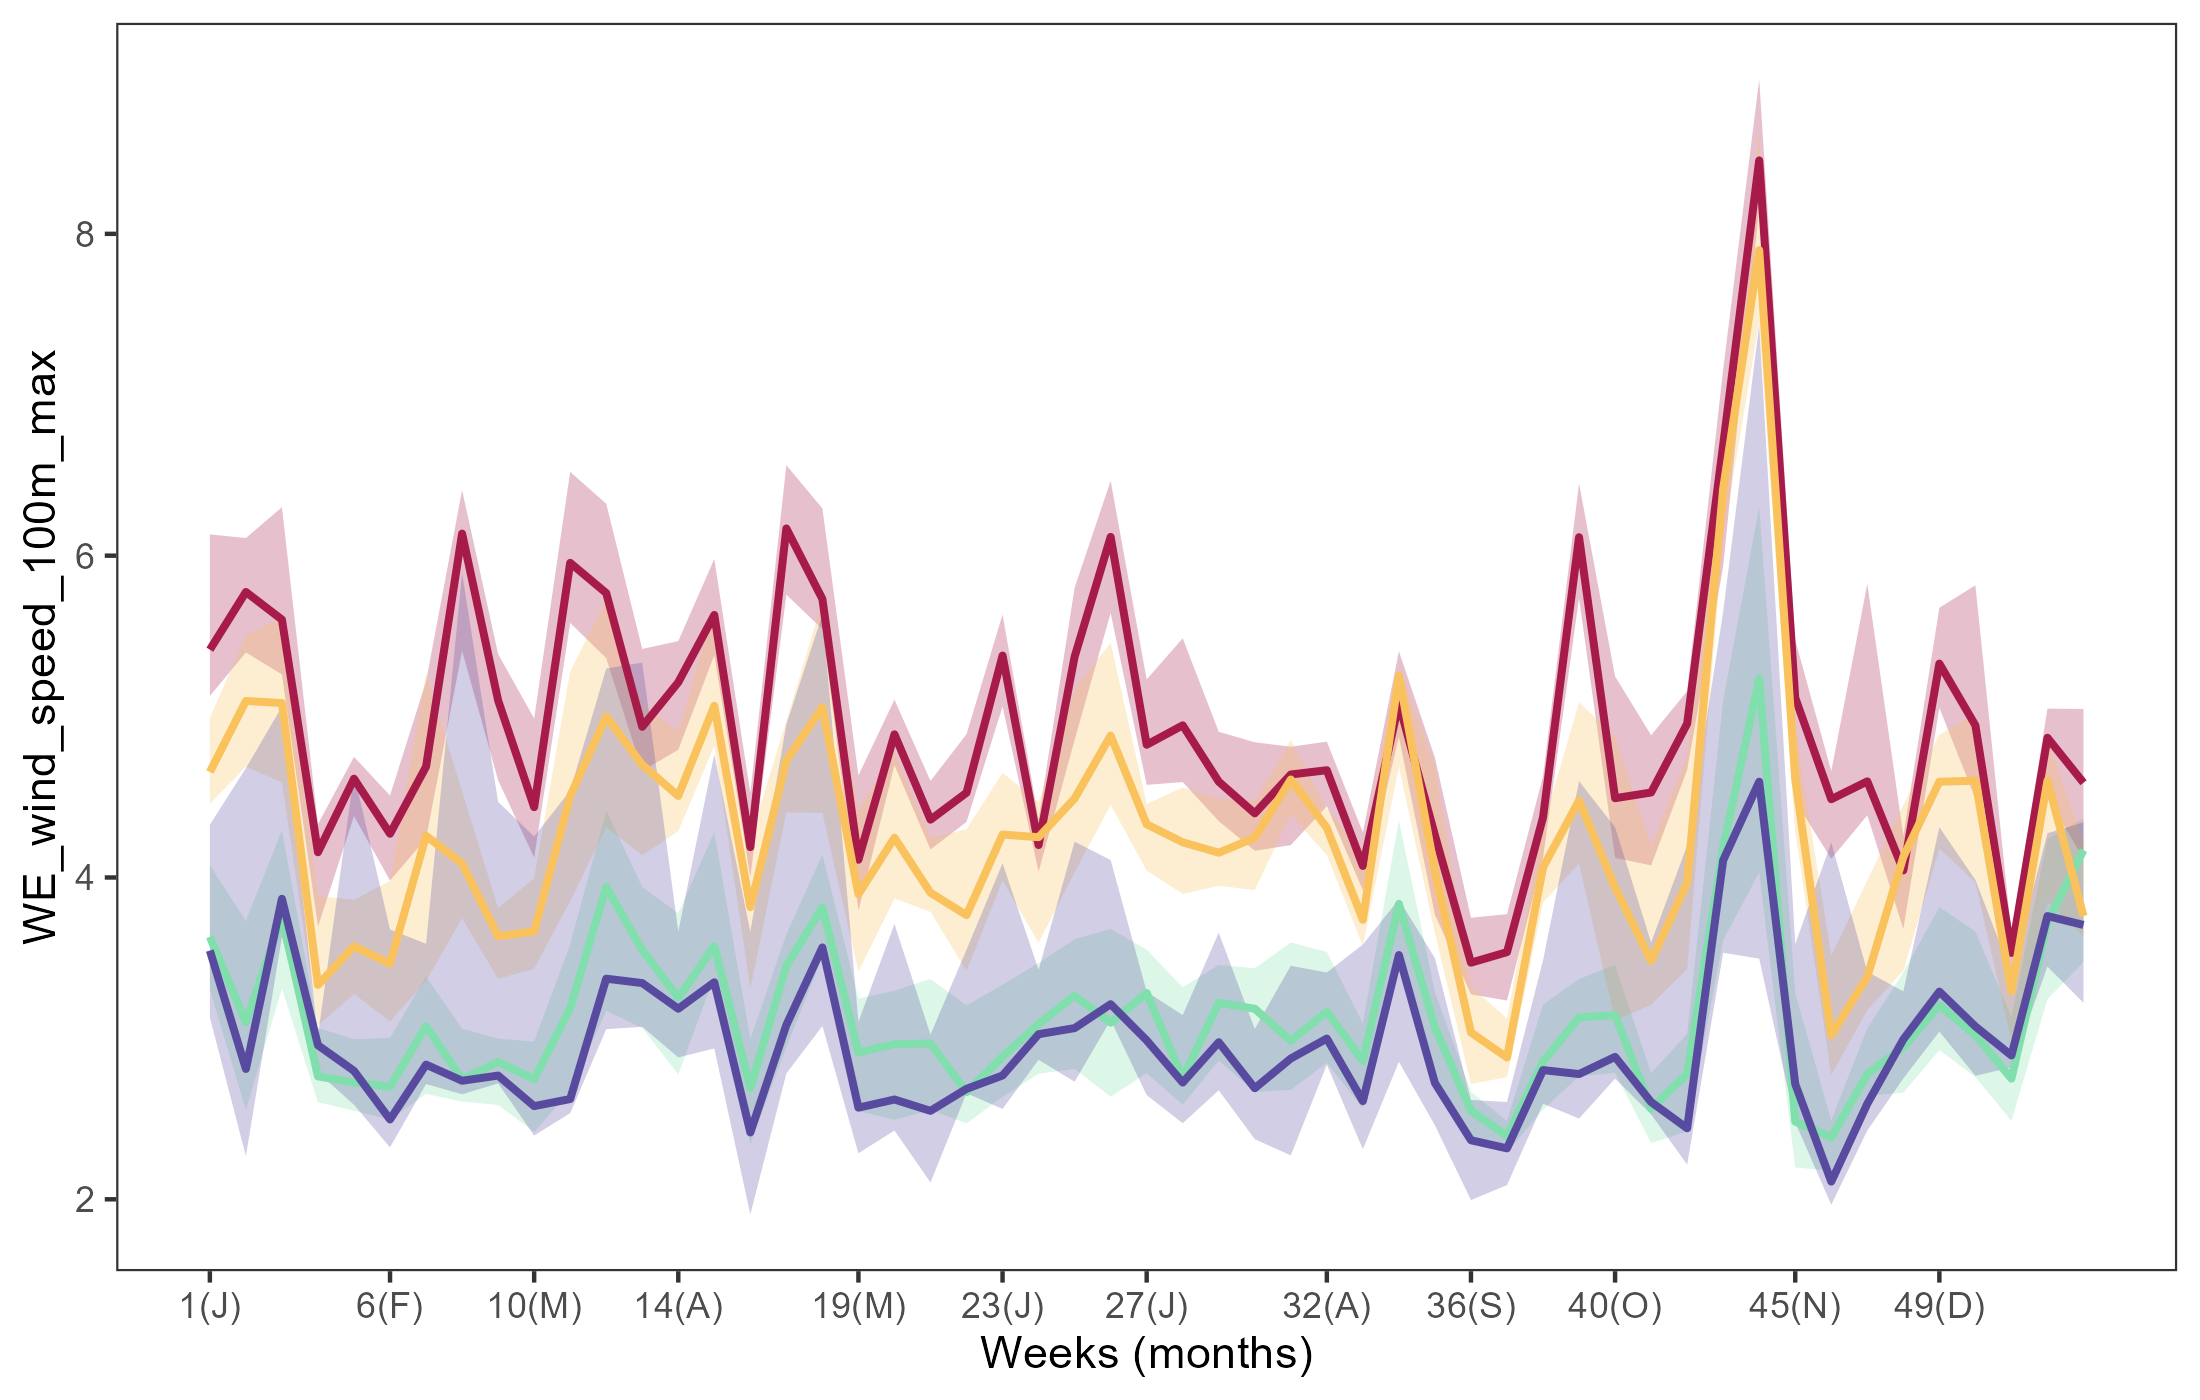 WE_wind_speed_100m_max
8
6
4
2
1(J) 6(F) 10(M) 14(A) 19(M) 23(J) 27(J) 32(A) 36(S) 40(O) 45(N) 49(D)
Weeks (months)